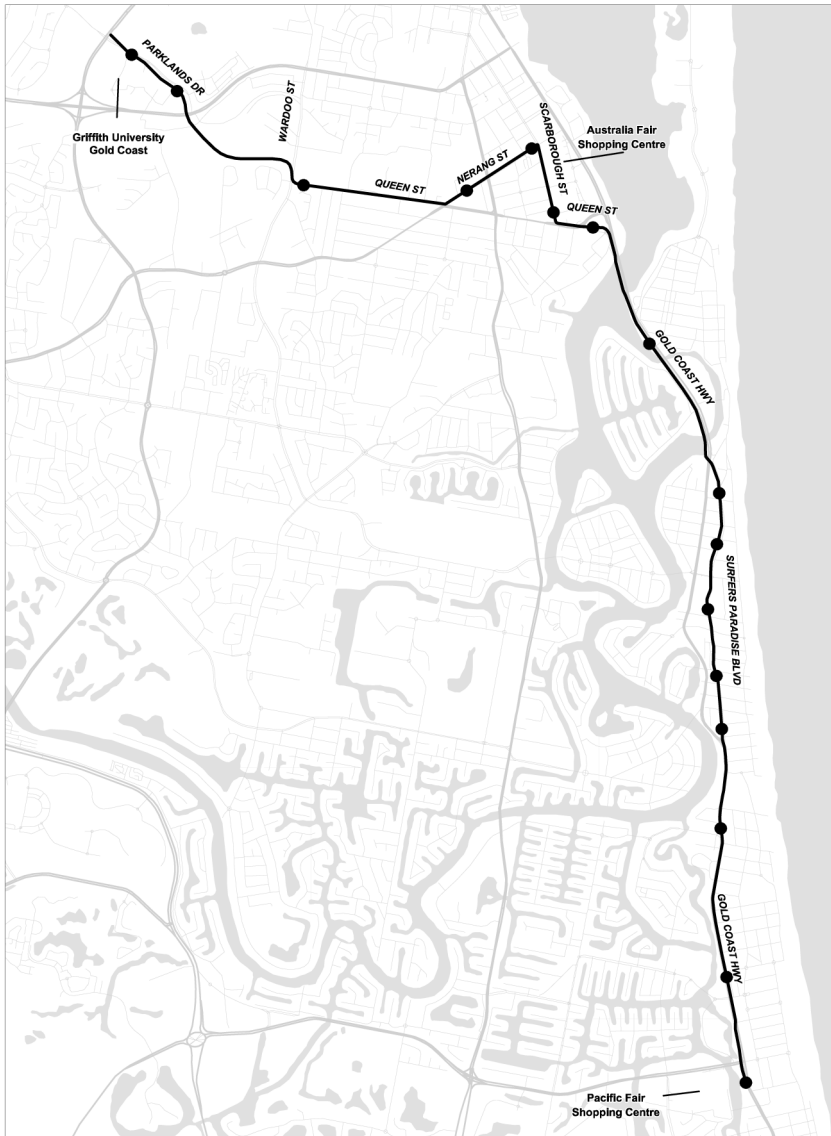 PARKLANDS DR
Griffith University
Gold Coast
WARDOO ST
QUEEN ST
NERANG ST
SCARBOROUGH ST
Australia Fair
Shopping Centre
QUEEN ST
GOLD COAST HWY
SURFERS PARADISE BLVD
GOLD COAST HWY
Pacific Fair
Shopping Centre